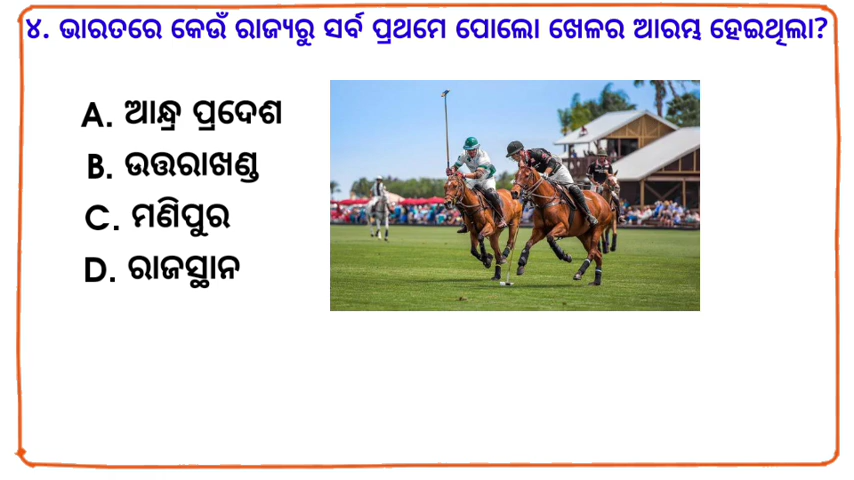 ୪. ଭାରତରେ କେଉଁ ରାଜ୍ୟରୁ ସର୍ବ ପ୍ରଥମେ ପୋଲୋ ଖେଳର ଆରମ୍ଭ ହେଇଥିଲା?
A. ଆନ୍ଧ୍ର ପ୍ରଦେଶ
B. ଉତ୍ତରାଖଣ୍ଡ
C. ମଣିପୁର
D. ରାଜସ୍ଥାନ